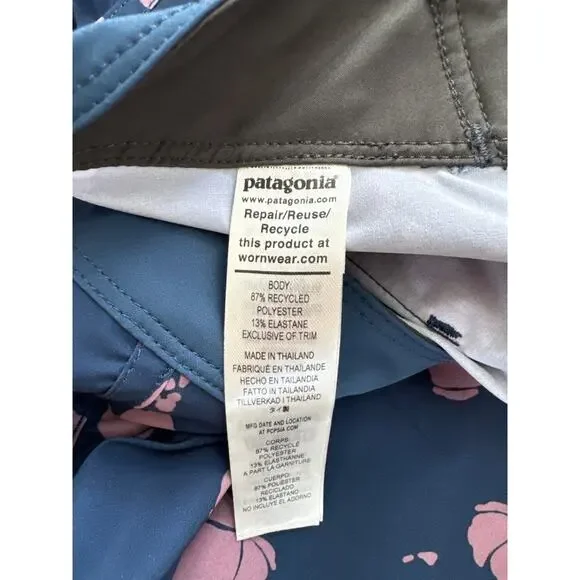 patagonia®
www.patagonia.com
Repair/Reuse/
Recycle
this product at
wornwear.com
BODY:
87% RECYCLED
POLYESTER
13% ELASTANE
EXCLUSIVE OF TRIM
MADE IN THAILAND
FABRIQUÉ EN THAÏLANDE
HECHO EN TAILANDIA
FATTO IN TAILANDIA
TILLVERKAD I THAILAND
タイ製
MFG DATE AND LOCATION
AT PCPSIA.COM
CORPS:
87% RECYCLÉ
POLYESTER
13% ÉLASTHANNE
À PART LA GARNITURE
CUERPO:
87% POLIÉSTER
RECICLADO
13% ELASTANO
NO INCLUYE EL ADORNO